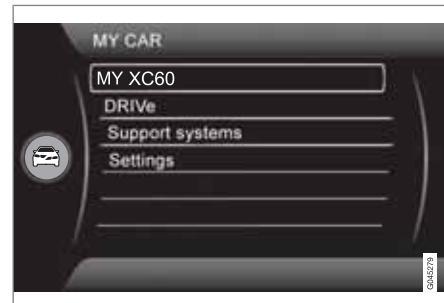 MY CAR
MY XC60
DRIVe
Support systems
Settings
G045279